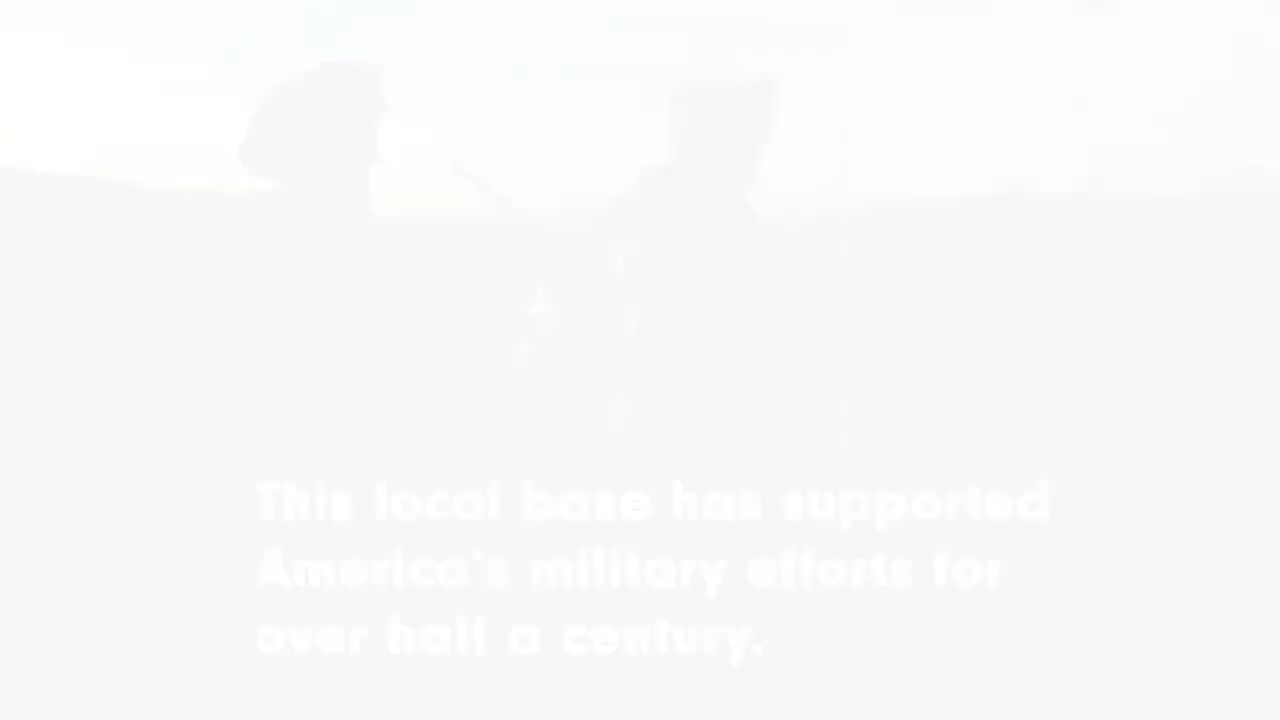 This local base has supported
America's military efforts for
over half a century.